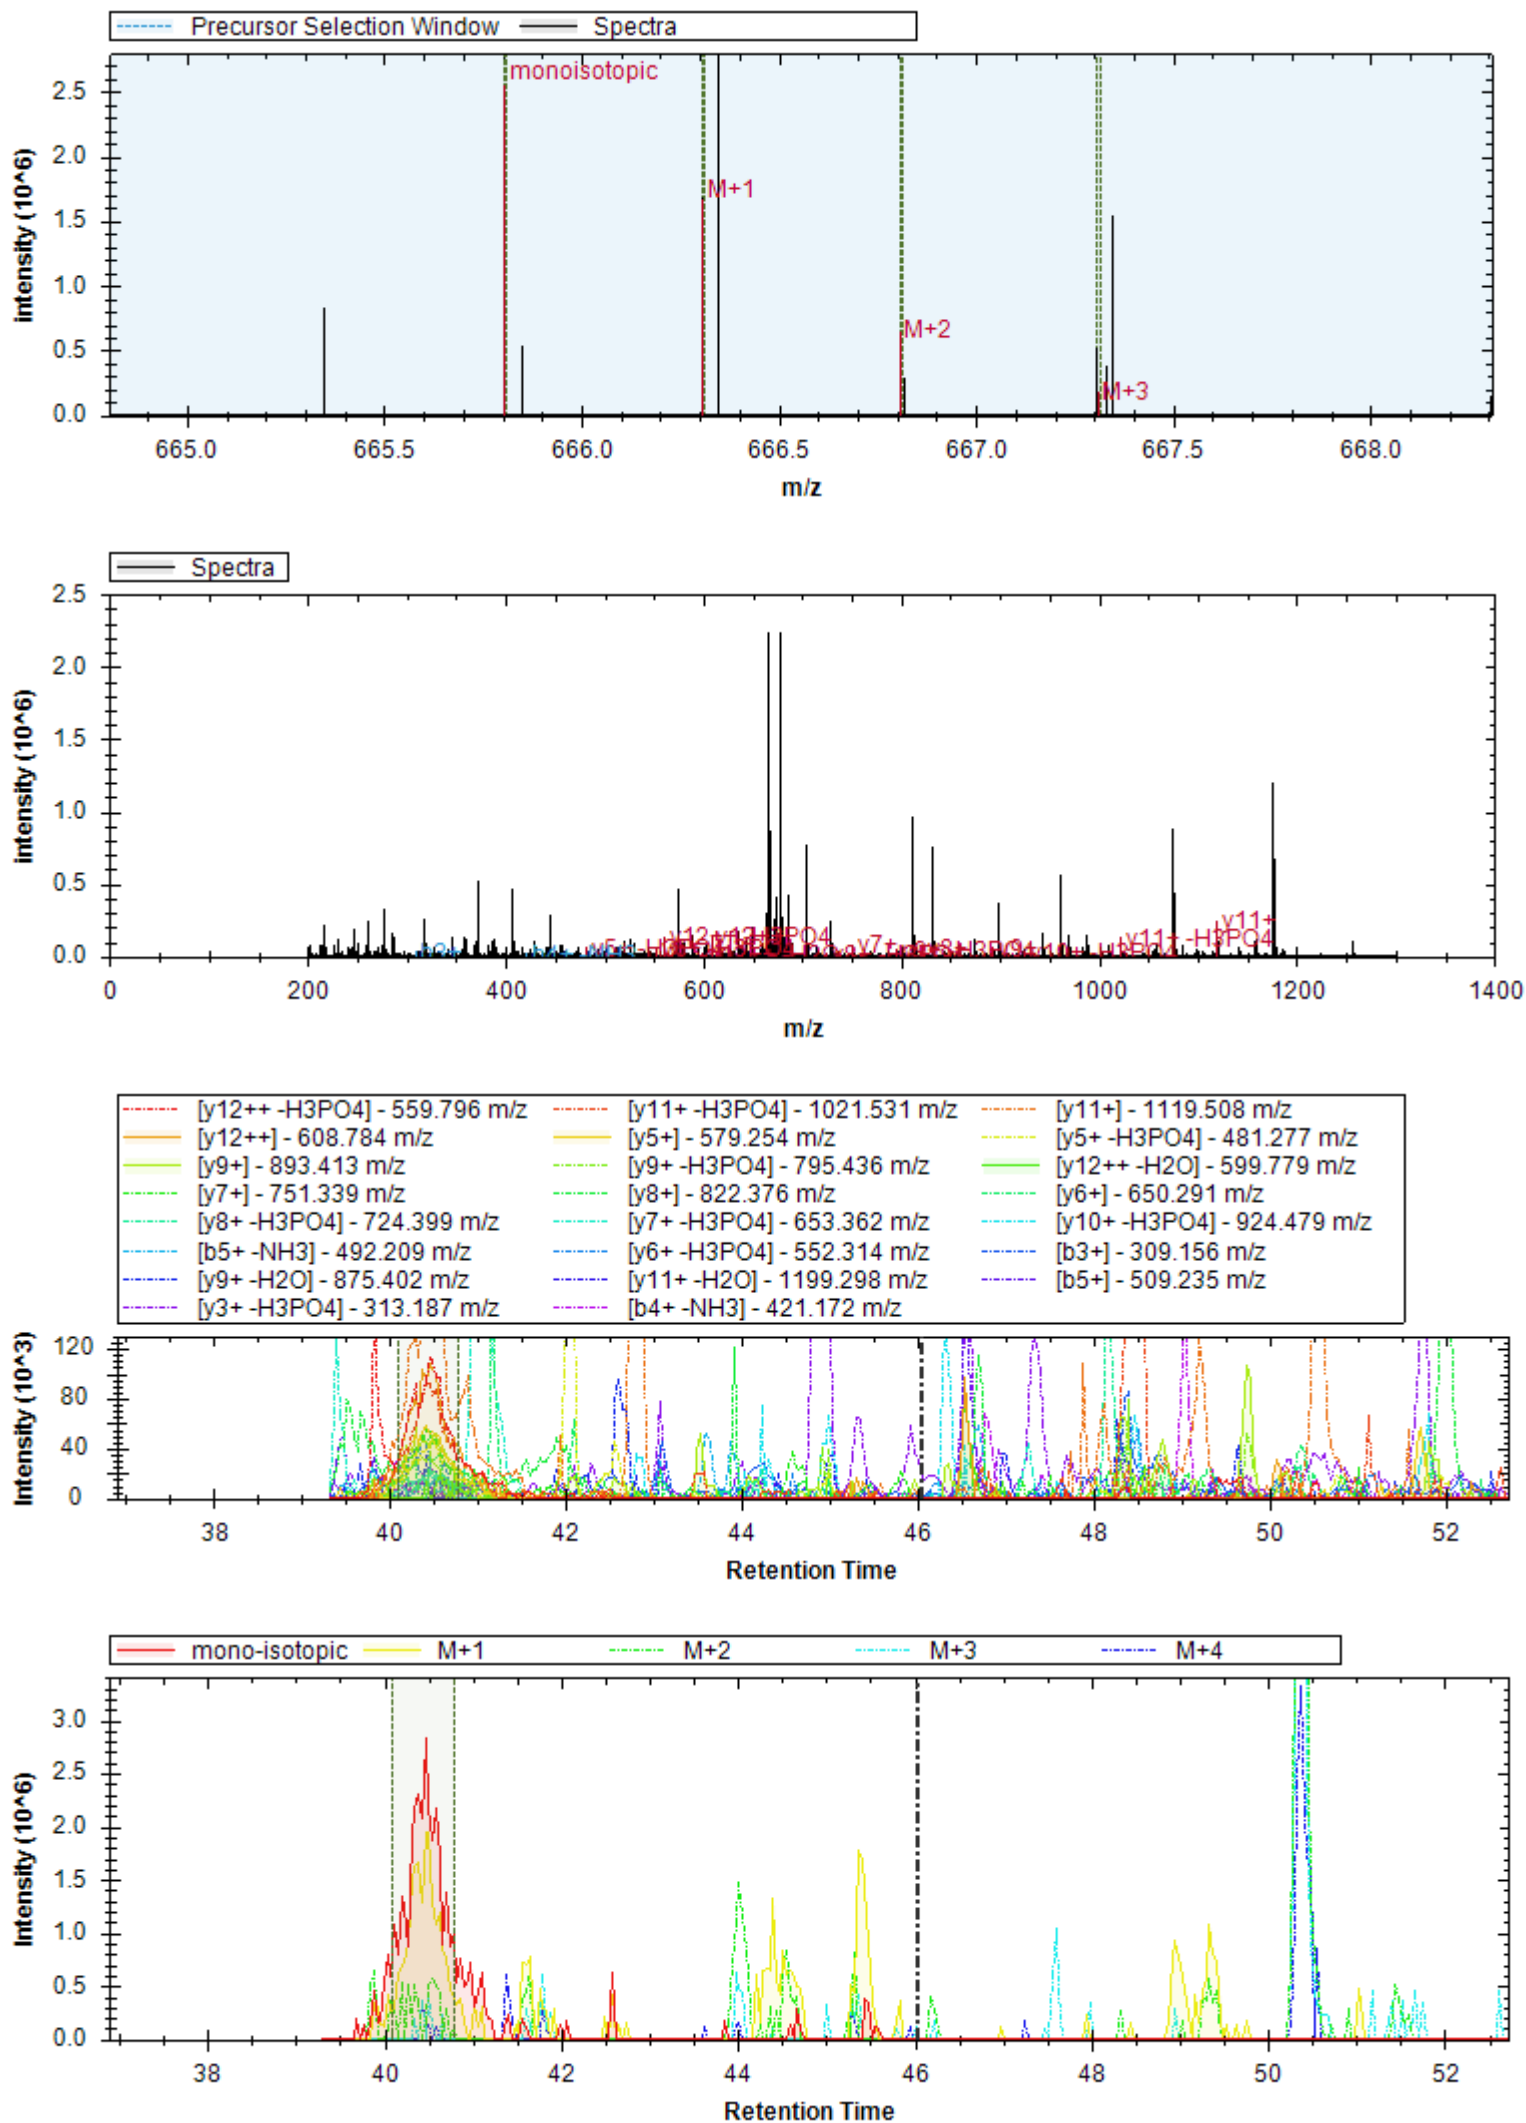 Precursor Selection Window Spectra
monoisotopic
M+1
M+2
M+3
intensity (10^6)
2.5
2.0
1.5
1.0
0.5
0.0
665.0 665.5 666.0 666.5 667.0 667.5 668.0
m/z
Spectra
intensity (10^6)
2.5
2.0
1.5
1.0
0.5
0.0
y11+
y11+ -H3PO4
0 200 400 600 800 1000 1200 1400
m/z
[y12++ -H3PO4] - 559.796 m/z [y11+ -H3PO4] - 1021.531 m/z [y11+] - 1119.508 m/z
[y12++] - 608.784 m/z [y5+] - 579.254 m/z [y5+ -H3PO4] - 481.277 m/z
[y9+] - 893.413 m/z [y9+ -H3PO4] - 795.436 m/z [y12++ -H2O] - 599.779 m/z
[y7+] - 751.339 m/z [y8+] - 822.376 m/z [y6+] - 650.291 m/z
[y8+ -H3PO4] - 724.399 m/z [y7+ -H3PO4] - 653.362 m/z [y10+ -H3PO4] - 924.479 m/z
[b5+ -NH3] - 492.209 m/z [y6+ -H3PO4] - 552.314 m/z [b3+] - 309.156 m/z
[y9+ -H2O] - 875.402 m/z [y11+ -H2O] - 1199.298 m/z [b5+] - 509.235 m/z
[y3+ -H3PO4] - 313.187 m/z [b4+ -NH3] - 421.172 m/z
Intensity (10^3)
120
80
40
0
38 40 42 44 46 48 50 52
Retention Time
mono-isotopic M+1 M+2 M+3 M+4
Intensity (10^6)
3.0
2.5
2.0
1.5
1.0
0.5
0.0
38 40 42 44 46 48 50 52
Retention Time